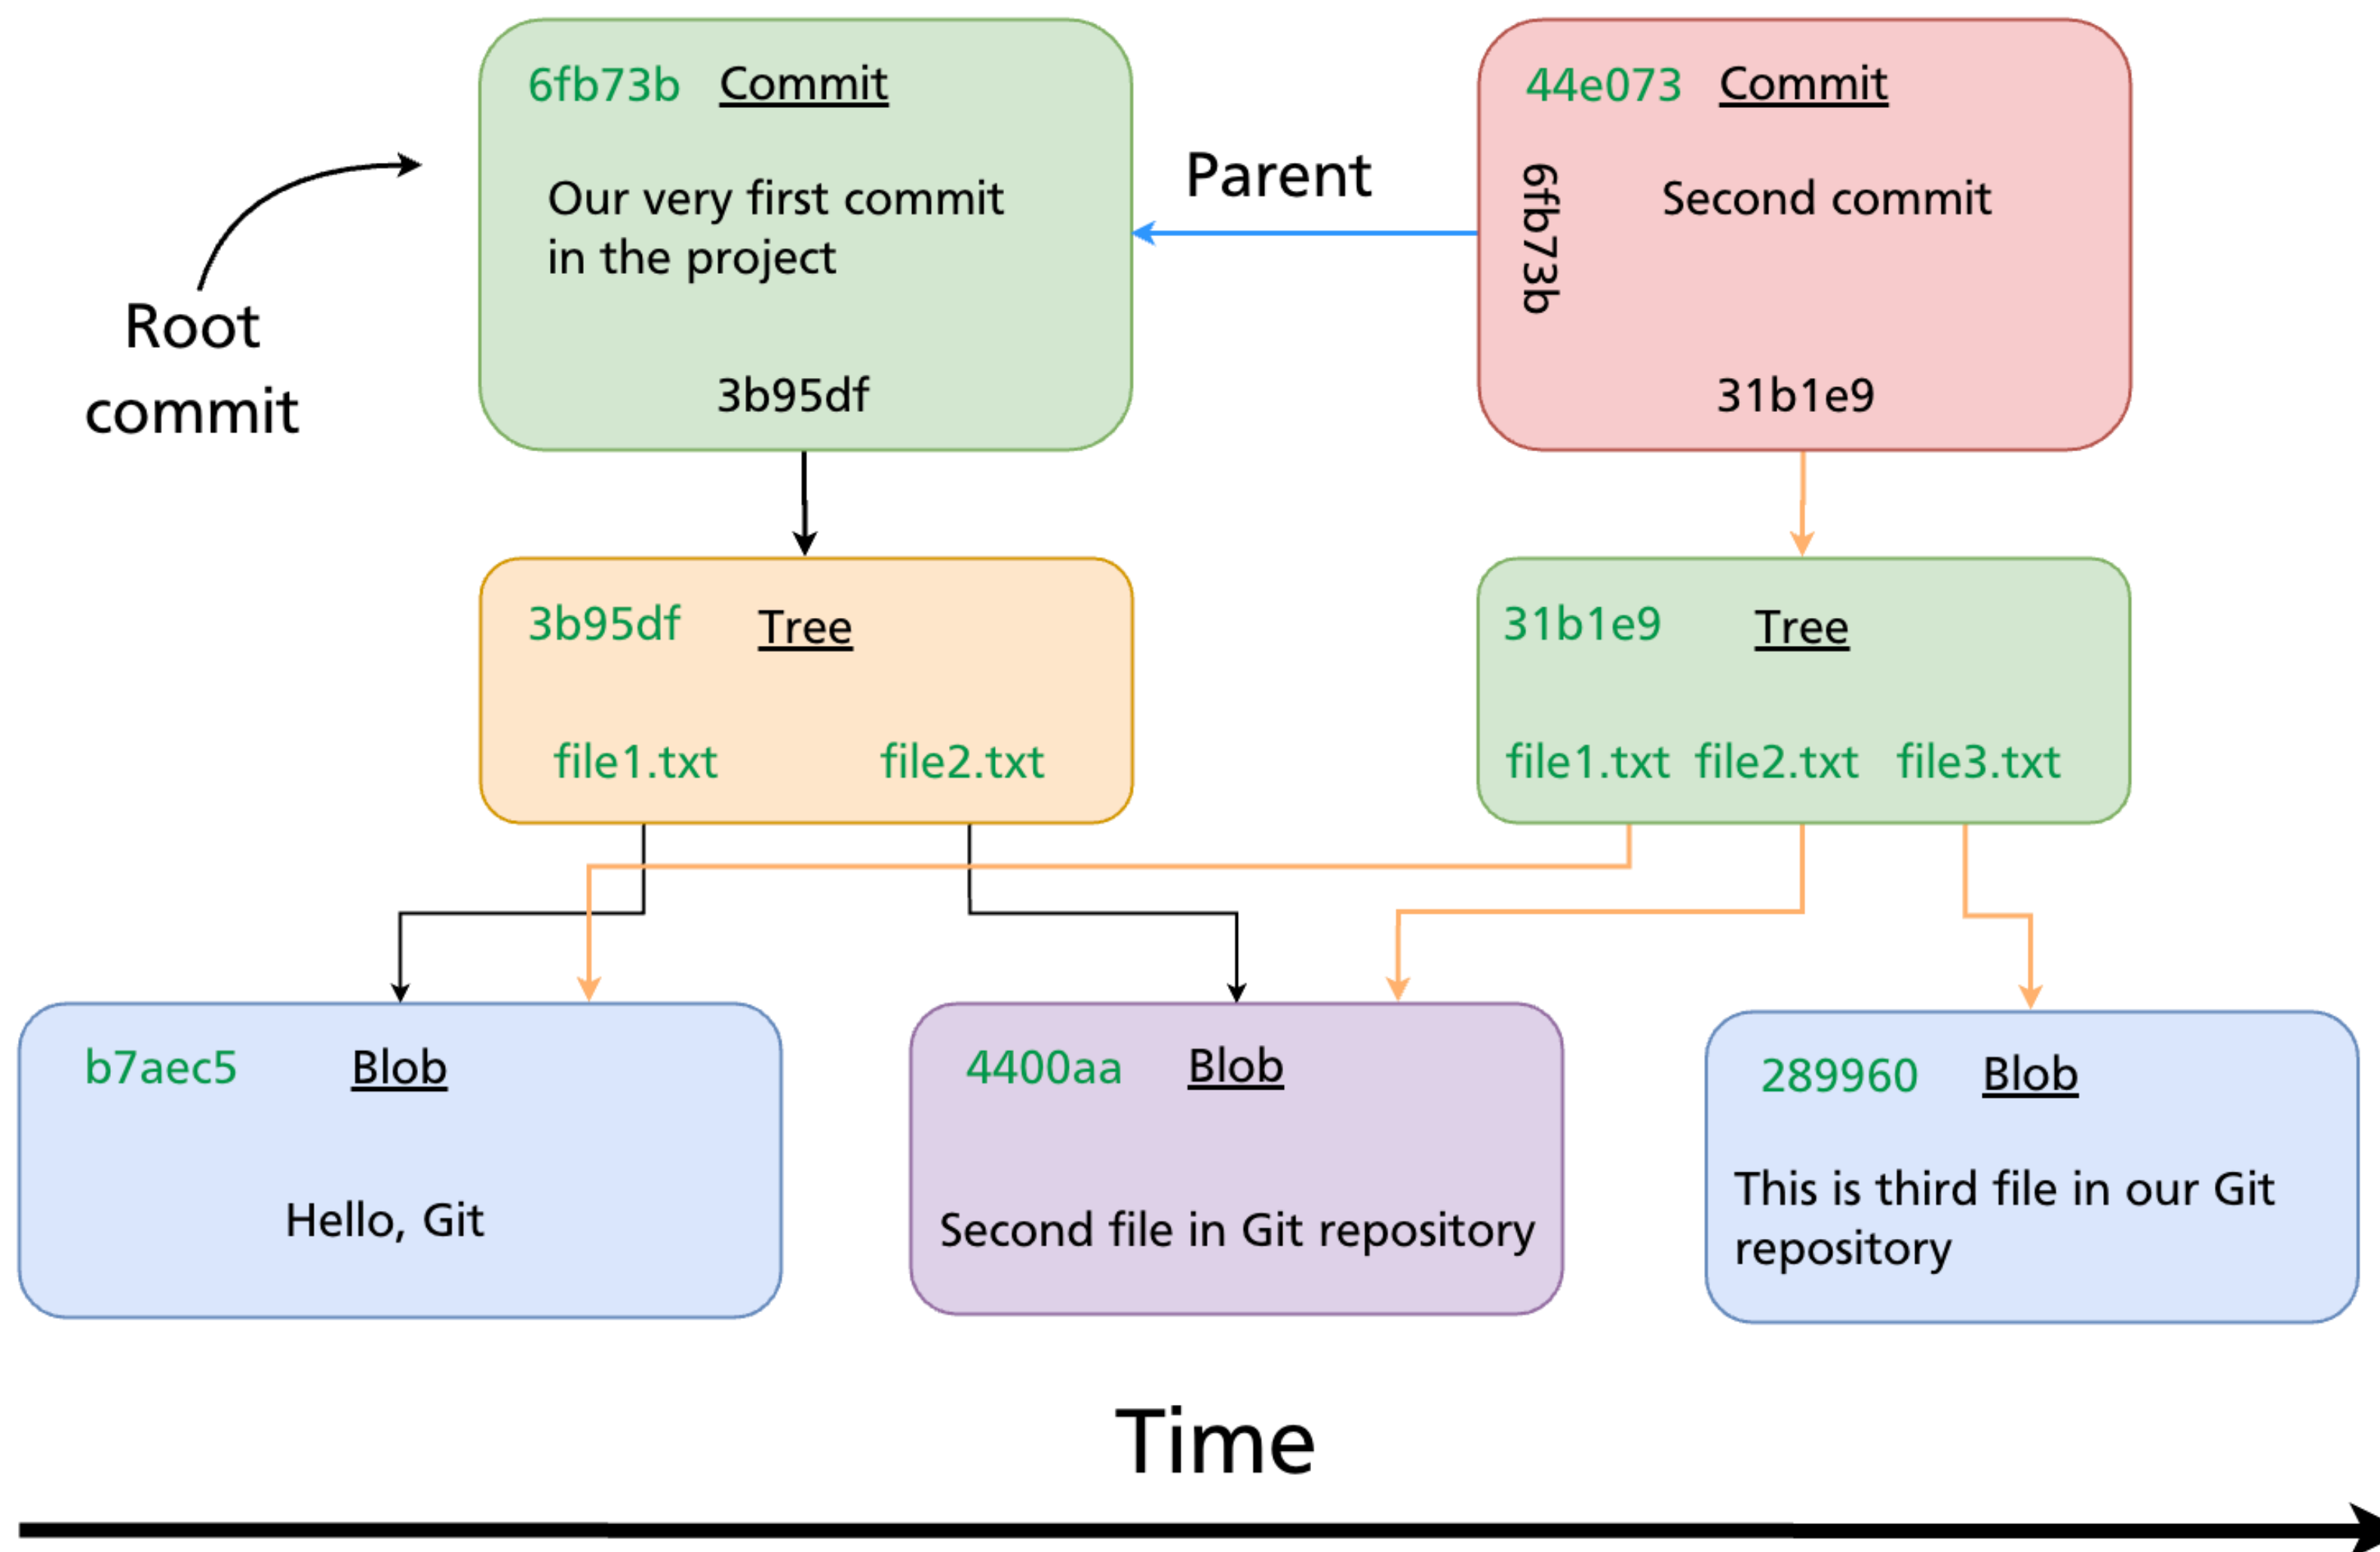 6fb73b Commit
Our very first commit
in the project
3b95df
Root
commit
Parent
44e073 Commit
6fb73b
Second commit
31b1e9
3b95df Tree
file1.txt file2.txt
31b1e9 Tree
file1.txt file2.txt file3.txt
b7aec5 Blob
Hello, Git
4400aa Blob
Second file in Git repository
289960 Blob
This is third file in our Git
repository
Time